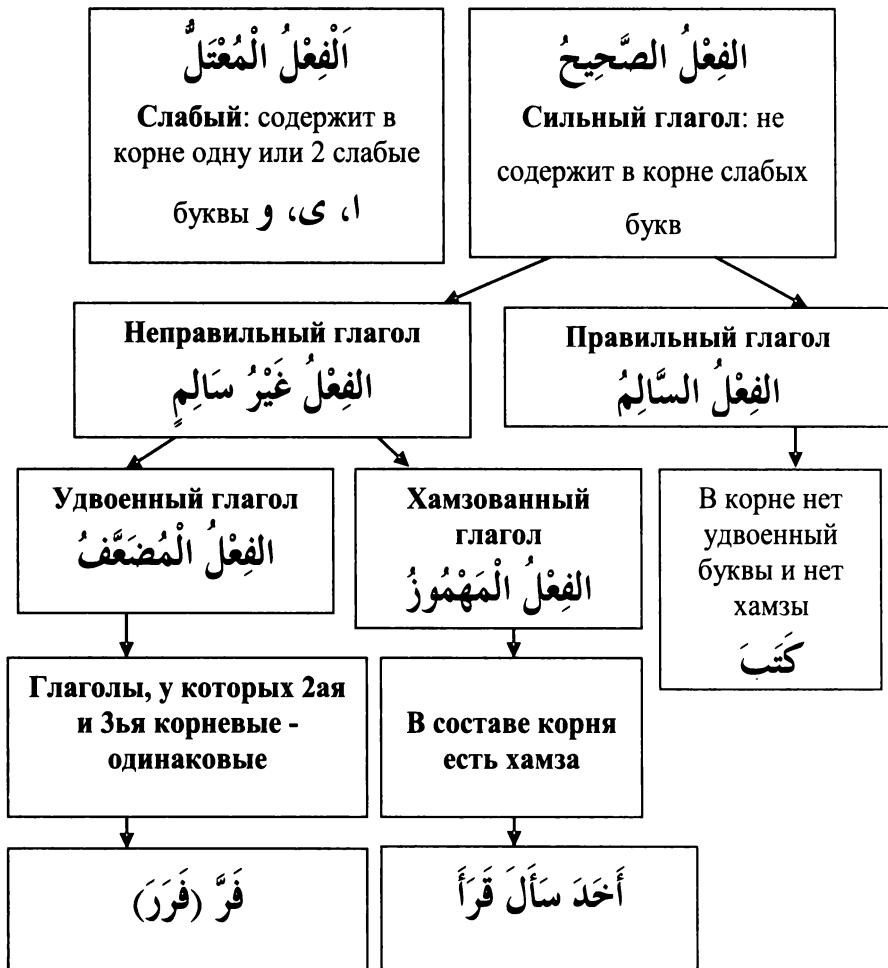 اَلْفِعْلُ الْمُعْتَلُّ
Слабый: содержит в
корне одну или 2 слабые
буквы ا، ى، و
الفِعْلُ الصَّحِيحُ
Сильный глагол: не
содержит в корне слабых
букв
Неправильный глагол
الفِعْلُ غَيْرُ سَالِمٍ
Правильный глагол
الفِعْلُ السَّالِمُ
Удвоенный глагол
الفِعْلُ الْمُضَعَّفُ
Хамзованный
глагол
الفِعْلُ الْمَهْمُوزُ
В корне нет
удвоенный
буквы и нет
хамзы
كَتَبَ
Глаголы, у которых 2ая
и 3ья корневые -
одинаковые
В составе корня
есть хамза
فَرَّ (فَرَرَ)
أَخَدَ سَأَلَ قَرَأَ